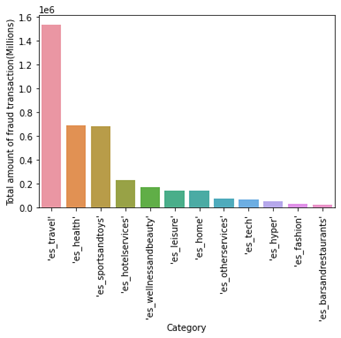 1e6
Total amount of fraud transaction(Millions)
1.6
1.4
1.2
1.0
0.8
0.6
0.4
0.2
0.0
'es_travel'
'es_health'
'es_sportsandtoys'
'es_hotelservices'
'es_wellnessandbeauty'
'es_leisure'
'es_home'
'es_otherservices'
'es_tech'
'es_hyper'
'es_fashion'
'es_barsandrestaurants'
Category